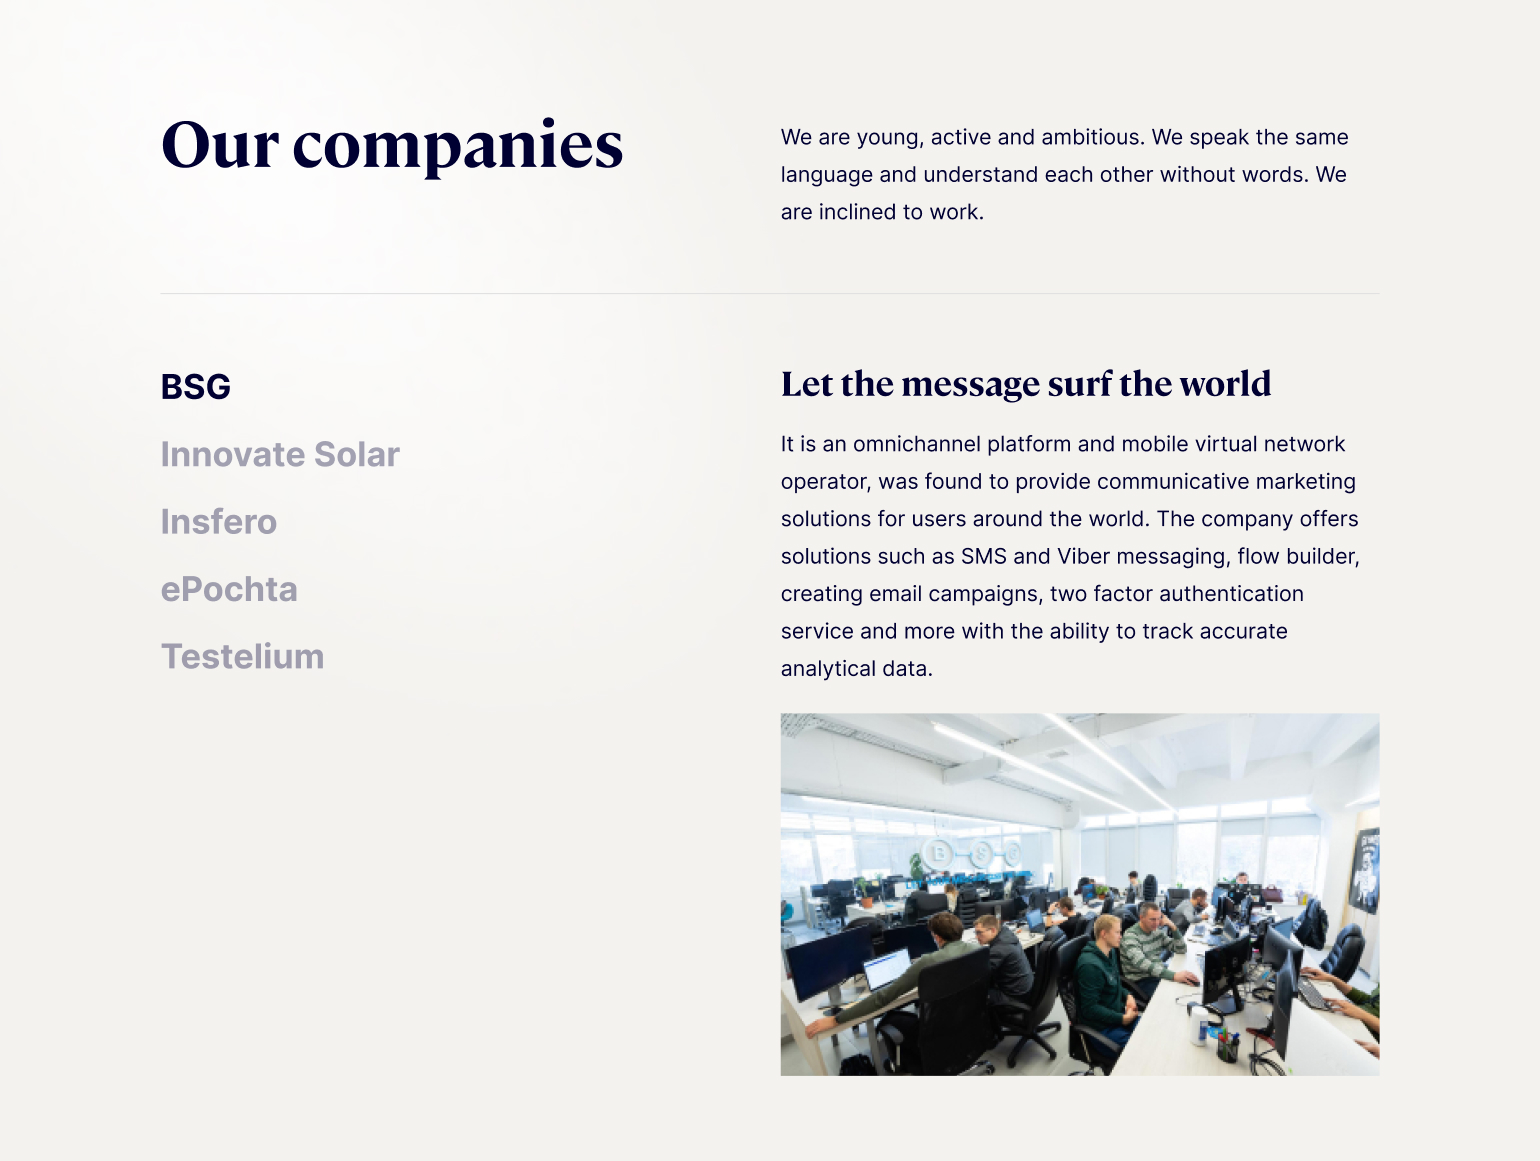 Our companies
We are young, active and ambitious. We speak the same
language and understand each other without words. We
are inclined to work.
BSG
Innovate Solar
Insfero
ePochta
Testelium
Let the message surf the world
It is an omnichannel platform and mobile virtual network
operator, was found to provide communicative marketing
solutions for users around the world. The company offers
solutions such as SMS and Viber messaging, flow builder,
creating email campaigns, two factor authentication
service and more with the ability to track accurate
analytical data.
B S G